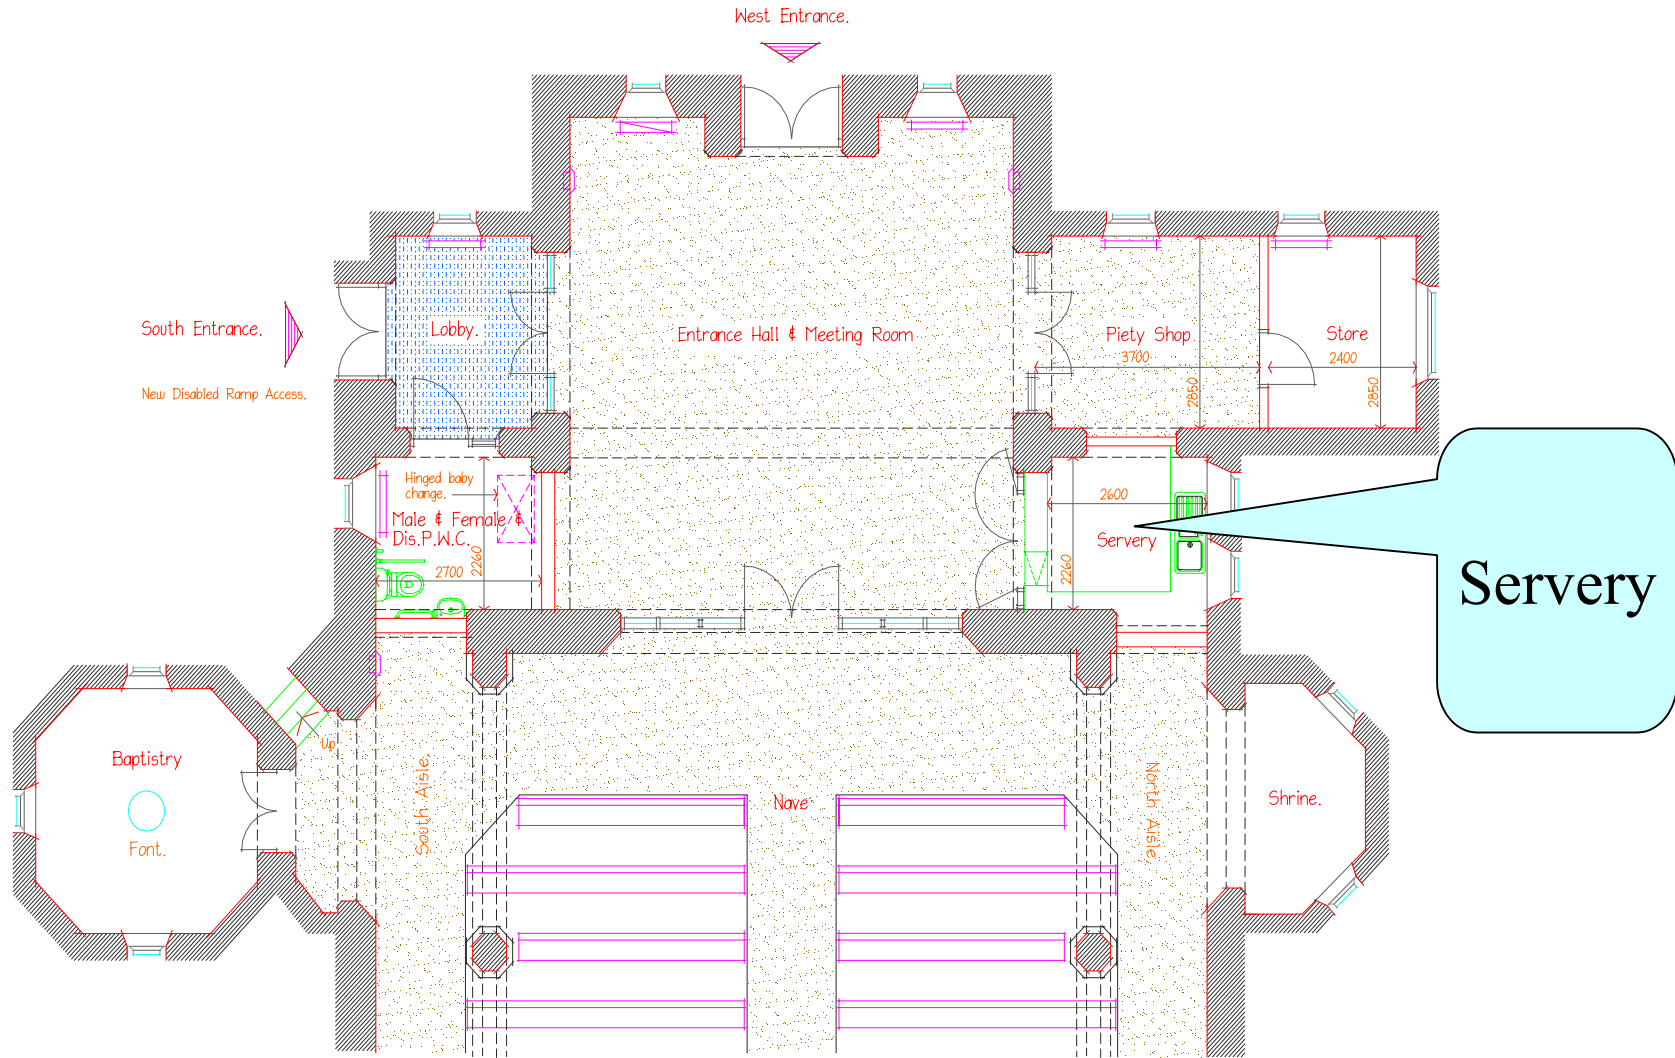 West Entrance.
South Entrance.
New Disabled Ramp Access.
Lobby.
Entrance Hall & Meeting Room
Piety Shop
3700
2850
Store
2400
2850
Hinged baby
change.
Male & Female &
Dis.P.W.C.
2260
2700
2600
Servery
2260
Servery
Up
Baptistry
Font.
South Aisle.
Nave
North Aisle.
Shrine.